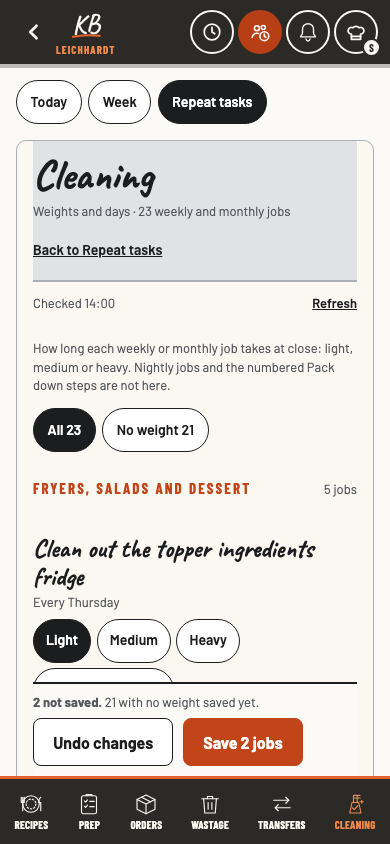 KB
LEICHHARDT
S
Today
Week
Repeat tasks
Cleaning
Weights and days · 23 weekly and monthly jobs
Back to Repeat tasks
Checked 14:00
Refresh
How long each weekly or monthly job takes at close: light,
medium or heavy. Nightly jobs and the numbered Pack
down steps are not here.
All 23
No weight 21
FRYERS, SALADS AND DESSERT
5 jobs
Clean out the topper ingredients
fridge
Every Thursday
Light
Medium
Heavy
2 not saved. 21 with no weight saved yet.
Undo changes
Save 2 jobs
RECIPES
PREP
ORDERS
WASTAGE
TRANSFERS
CLEANING